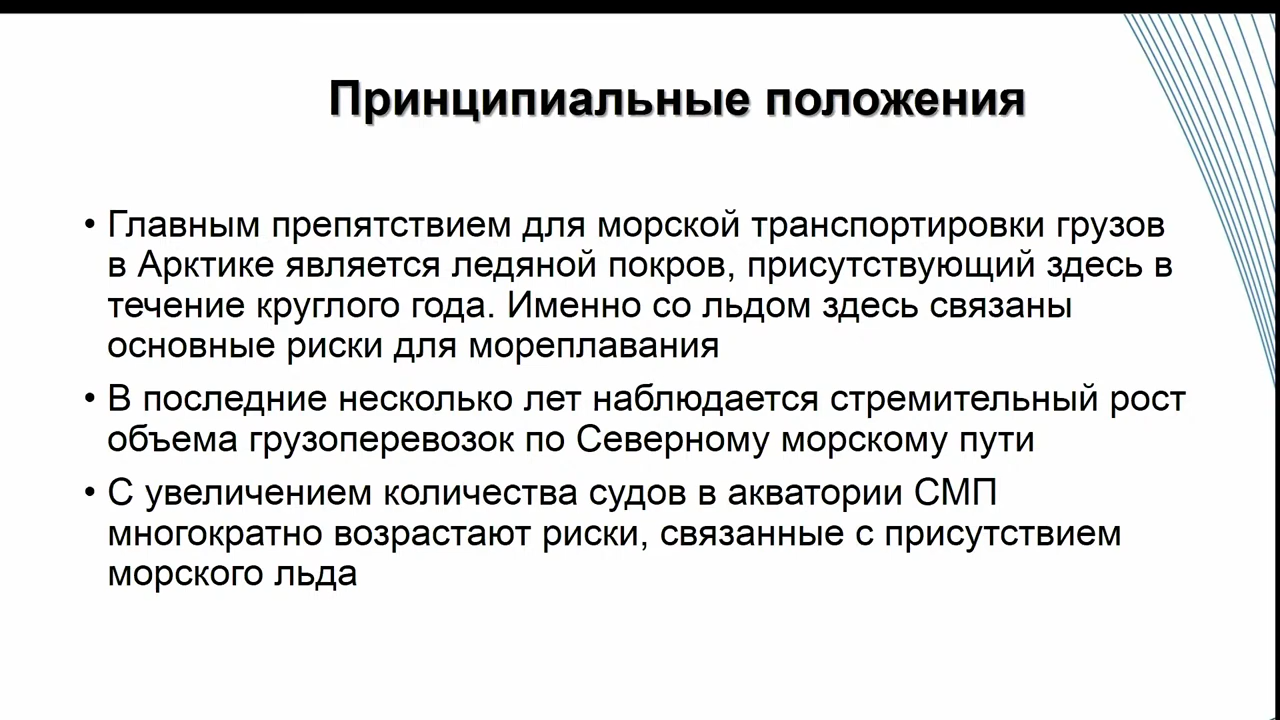 Принципиальные положения
• Главным препятствием для морской транспортировки грузов
в Арктике является ледяной покров, присутствующий здесь в
течение круглого года. Именно со льдом здесь связаны
основные риски для мореплавания
• В последние несколько лет наблюдается стремительный рост
объема грузоперевозок по Северному морскому пути
• С увеличением количества судов в акватории СМП
многократно возрастают риски, связанные с присутствием
морского льда